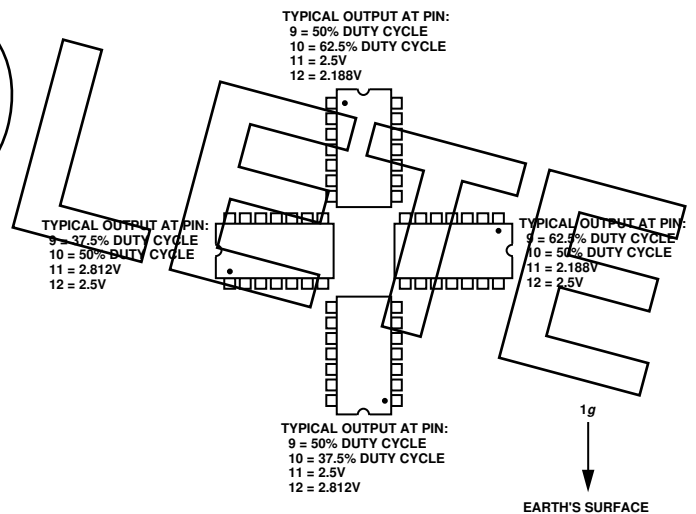 TYPICAL OUTPUT AT PIN:
9 = 50% DUTY CYCLE
10 = 62.5% DUTY CYCLE
11 = 2.5V
12 = 2.188V
TYPICAL OUTPUT AT PIN:
9 = 37.5% DUTY CYCLE
10 = 50% DUTY CYCLE
11 = 2.812V
12 = 2.5V
TYPICAL OUTPUT AT PIN:
9 = 62.5% DUTY CYCLE
10 = 50% DUTY CYCLE
11 = 2.188V
12 = 2.5V
TYPICAL OUTPUT AT PIN:
9 = 50% DUTY CYCLE
10 = 37.5% DUTY CYCLE
11 = 2.5V
12 = 2.812V
1g
EARTH'S SURFACE
LETE